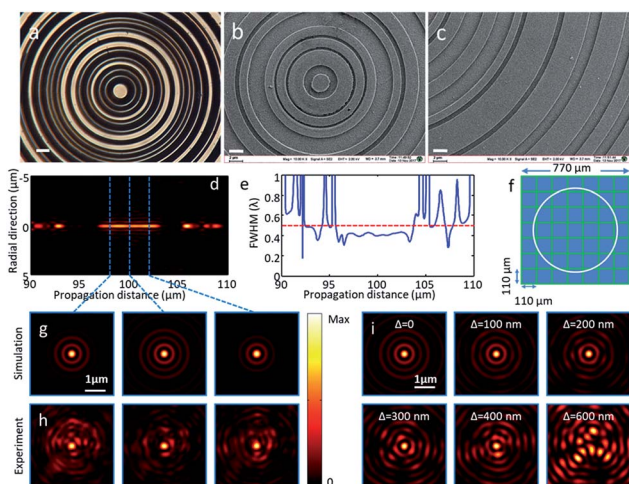 a
b
c
d
e
f
770 µm
Radial direction (µm)
-5
0
5
90
95
100
105
110
Propagation distance (µm)
FWHM (λ)
1
0.8
0.6
0.4
0.2
0
90
95
100
105
110
Propagation distance (µm)
110 µm
110 µm
g
Simulation
1µm
Max
0
h
Experiment
i
Δ=0
Δ=100 nm
Δ=200 nm
Δ=300 nm
Δ=400 nm
Δ=600 nm
1µm